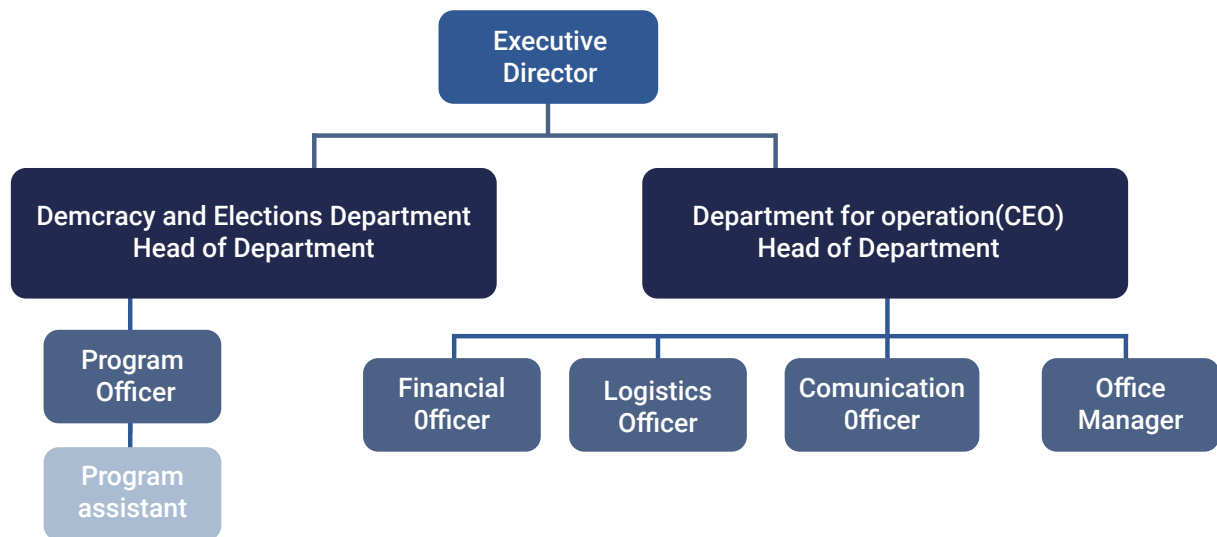 Executive
Director
Demcracy and Elections Department
Head of Department
Department for operation(CEO)
Head of Department
Program
Officer
Financial
0fficer
Logistics
Officer
Comunication
0fficer
Office
Manager
Program
assistant